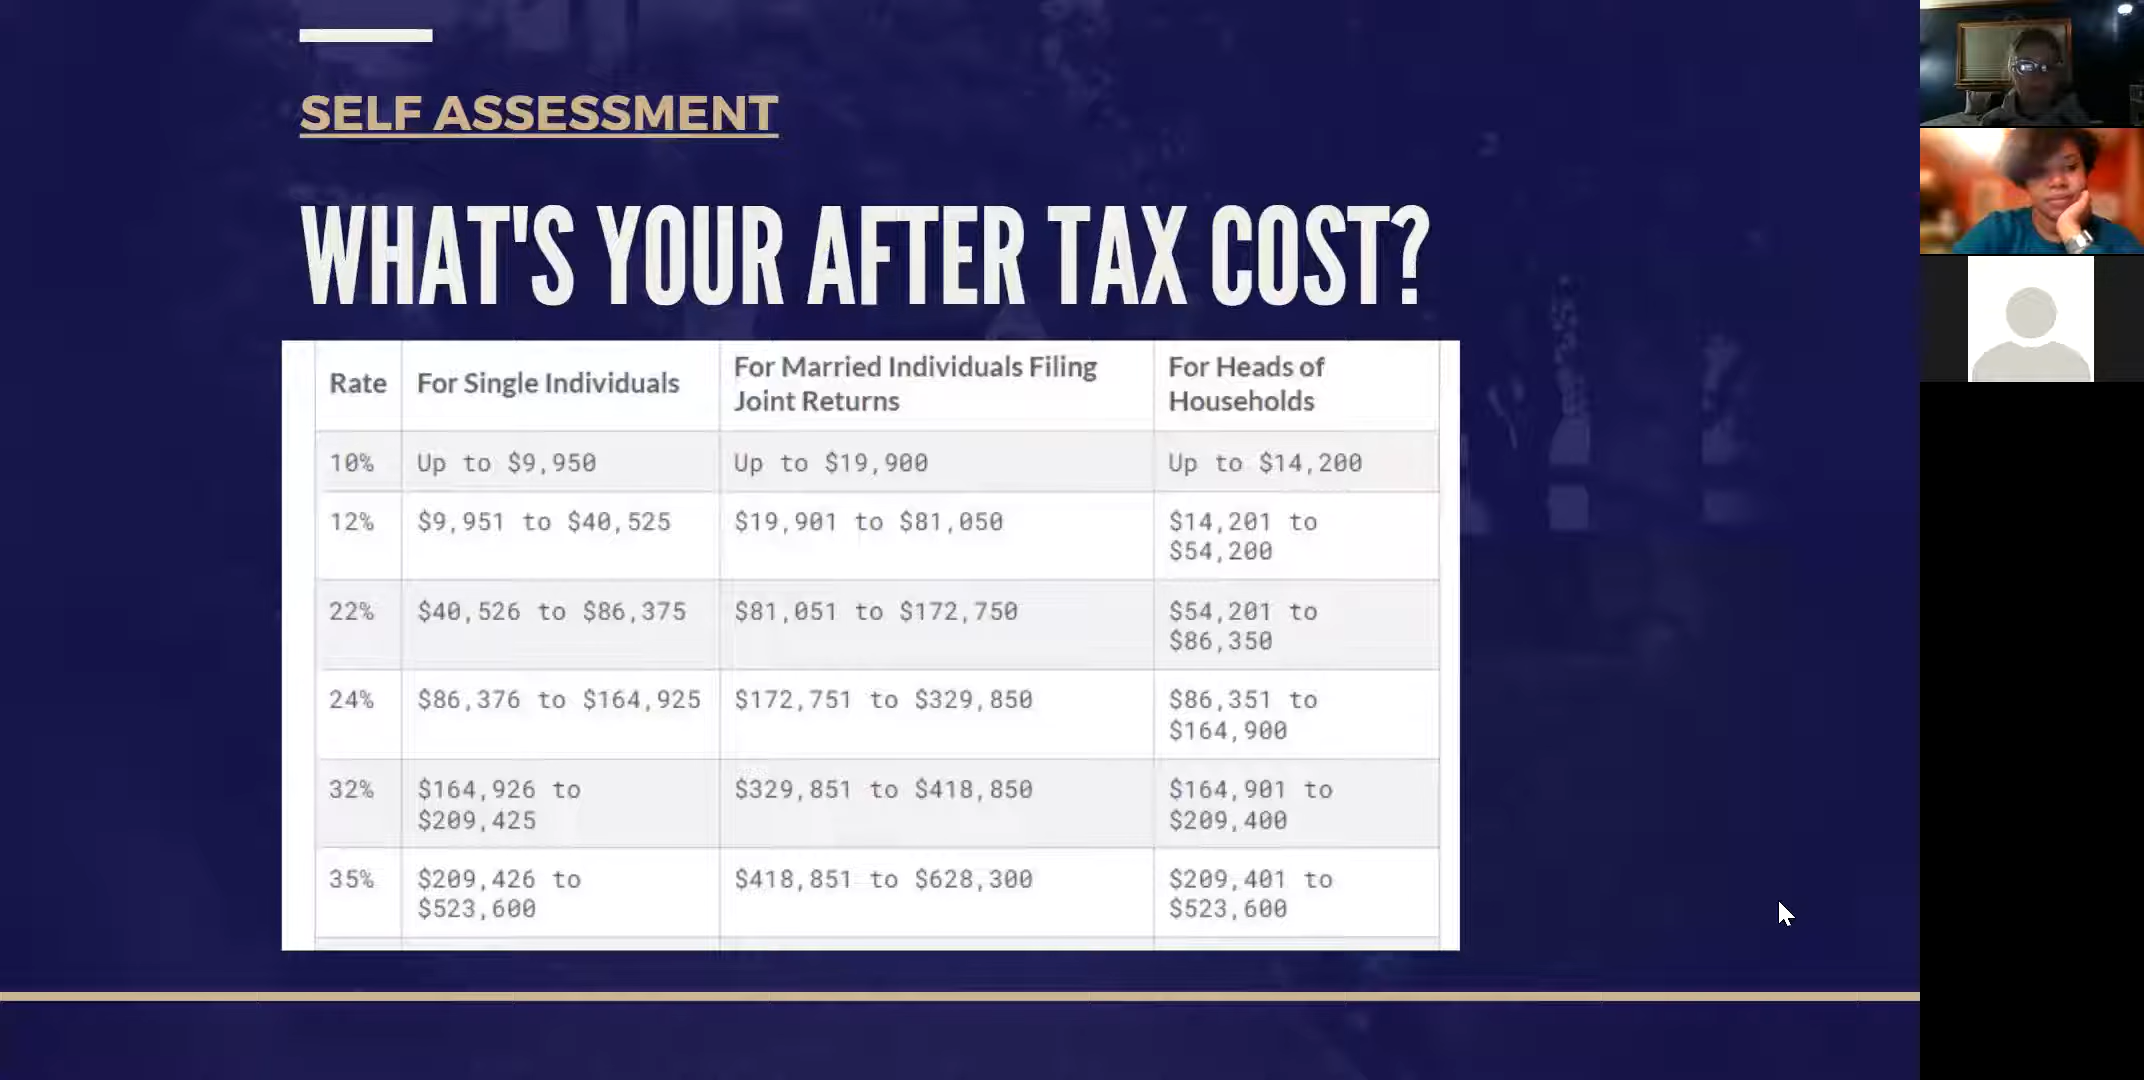 SELF ASSESSMENT
WHAT'S YOUR AFTER TAX COST?
Rate For Single Individuals For Married Individuals Filing Joint Returns For Heads of Households
10% Up to $9,950 Up to $19,900 Up to $14,200
12% $9,951 to $40,525 $19,901 to $81,050 $14,201 to $54,200
22% $40,526 to $86,375 $81,051 to $172,750 $54,201 to $86,350
24% $86,376 to $164,925 $172,751 to $329,850 $86,351 to $164,900
32% $164,926 to $209,425 $329,851 to $418,850 $164,901 to $209,400
35% $209,426 to $523,600 $418,851 to $628,300 $209,401 to $523,600